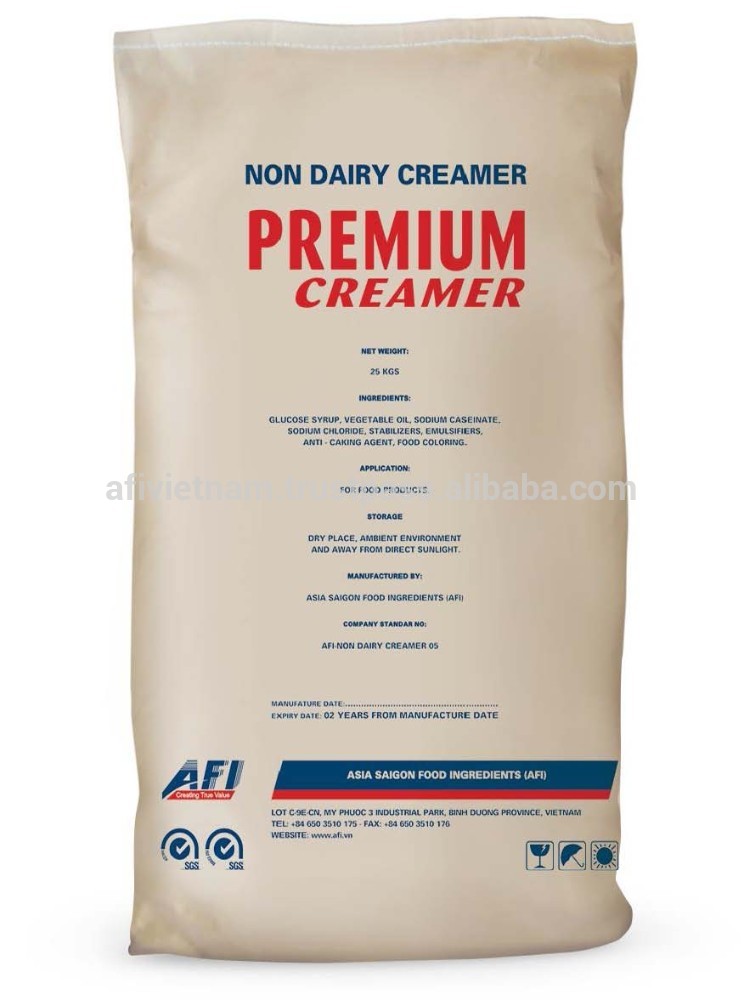 NON DAIRY CREAMER
PREMIUM
CREAMER
NET WEIGHT:
25 KGS
INGREDIENTS:
GLUCOSE SYRUP, VEGETABLE OIL, SODIUM CASEINATE,
SODIUM CHLORIDE, STABILIZERS, EMULSIFIERS,
ANTI - CAKING AGENT, FOOD COLORING.
APPLICATION:
FOR FOOD PRODUCTS.
afivietnam alibaba.com
STORAGE
DRY PLACE, AMBIENT ENVIRONMENT
AND AWAY FROM DIRECT SUNLIGHT.
MANUFACTURED BY:
ASIA SAIGON FOOD INGREDIENTS (AFI)
COMPANY STANDAR NO:
AFI-NON DAIRY CREAMER 05
MANUFATURE DATE:
EXPIRY DATE: 02 YEARS FROM MANUFACTURE DATE
AFI
Creating True Value
ASIA SAIGON FOOD INGREDIENTS (AFI)
LOT C-9E-CN, MY PHUOC 3 INDUSTRIAL PARK, BINH DUONG PROVINCE, VIETNAM
TEL: +84 650 3510 175 - FAX: +84 650 3510 176
WEBSITE: www.afi.vn
SGS SGS